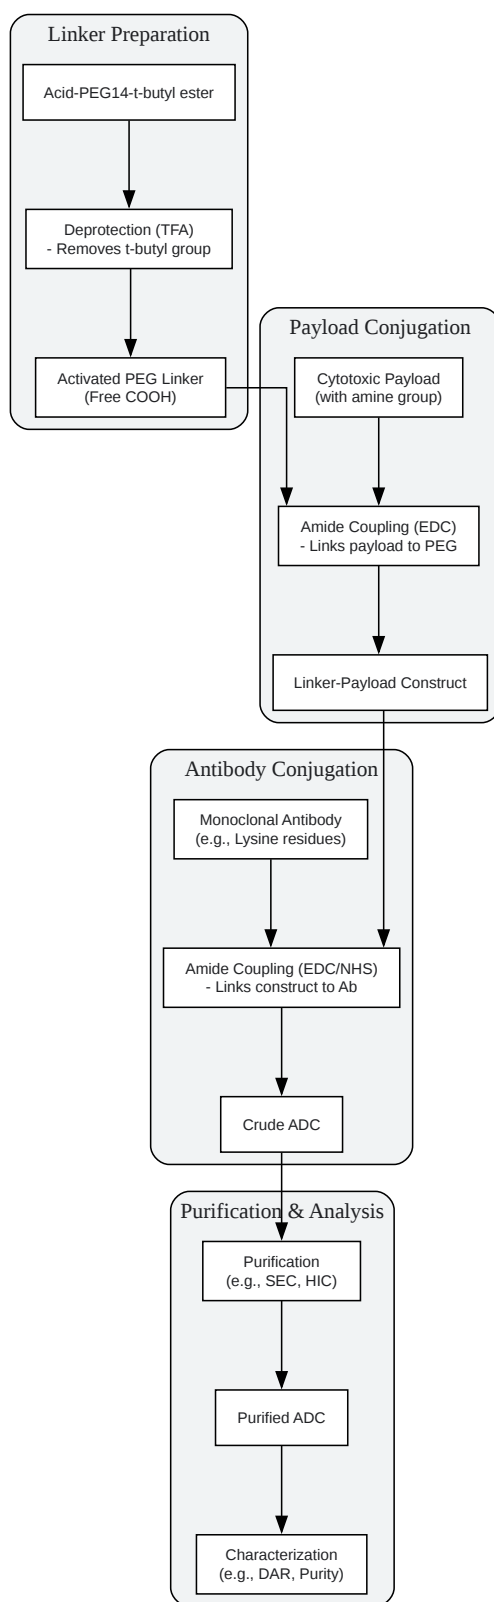 Linker Preparation
Acid-PEG14-t-butyl ester
Deprotection (TFA)
- Removes t-butyl group
Activated PEG Linker
(Free COOH)
Payload Conjugation
Cytotoxic Payload
(with amine group)
Amide Coupling (EDC)
- Links payload to PEG
Linker-Payload Construct
Antibody Conjugation
Monoclonal Antibody
(e.g., Lysine residues)
Amide Coupling (EDC/NHS)
- Links construct to Ab
Crude ADC
Purification & Analysis
Purification
(e.g., SEC, HIC)
Purified ADC
Characterization
(e.g., DAR, Purity)